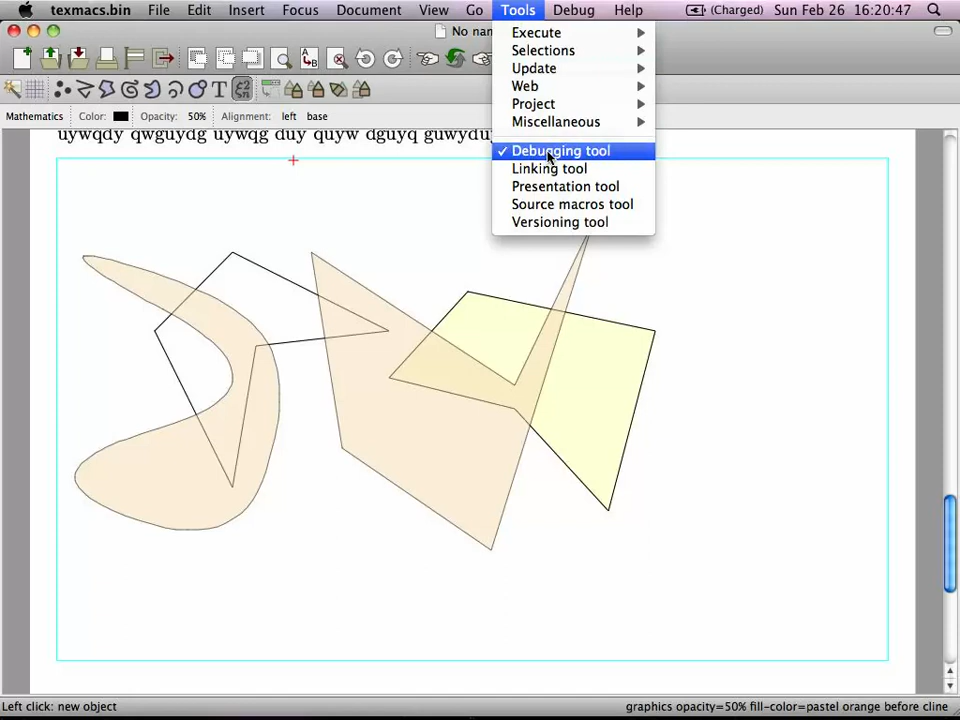 texmacs.bin File Edit Insert Focus Document View Go Tools Debug Help (Charged) Sun Feb 26 16:20:47
No nam
Execute
Selections
Update
Web
Project
Miscellaneous
✓ Debugging tool
Linking tool
Presentation tool
Source macros tool
Versioning tool
Mathematics Color: Opacity: 50% Alignment: left base
uywqdy qwguydg uywqg duy quyw dguyq guwydu
Left click: new object graphics opacity=50% fill-color=pastel orange before cline